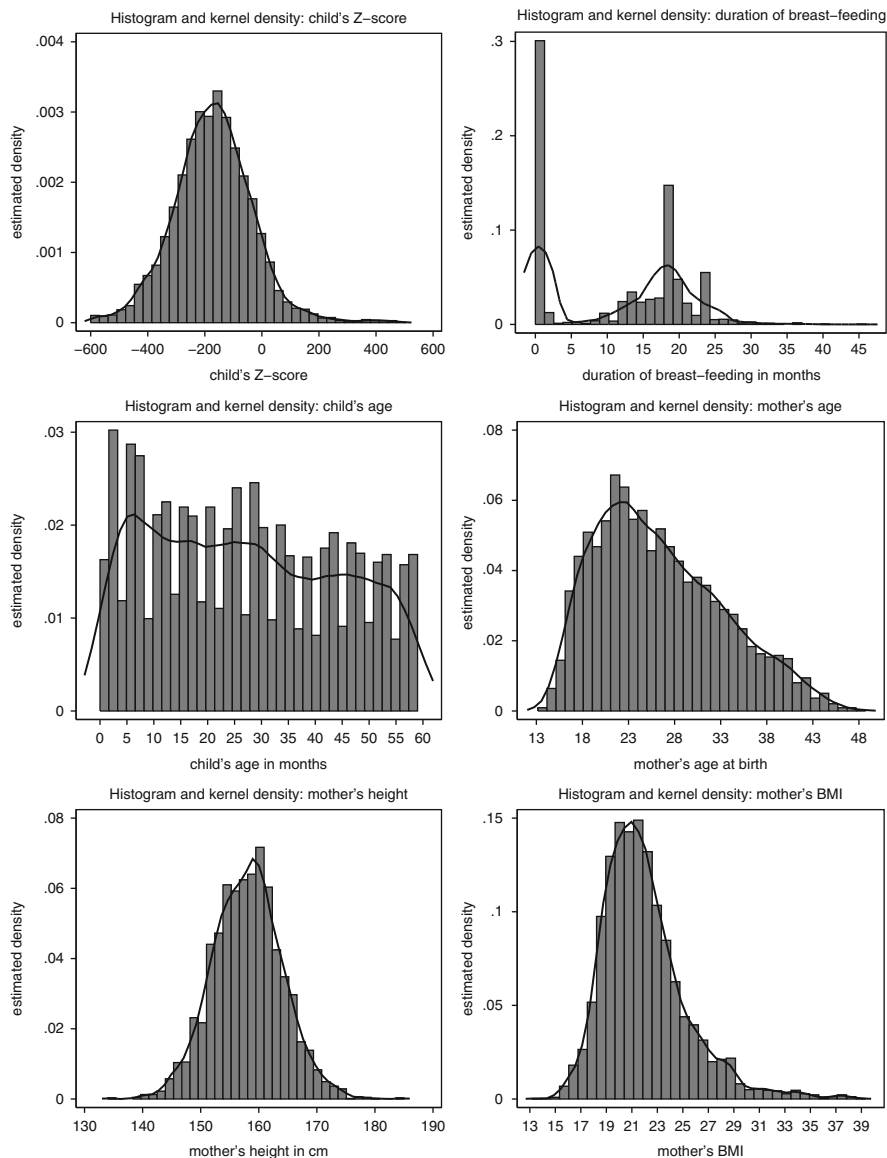 Histogram and kernel density: child's Z−score
.004
.003
.002
.001
0
estimated density
−600 −400 −200 0 200 400 600
child's Z−score
Histogram and kernel density: duration of breast−feeding
.3
.2
.1
0
estimated density
0 5 10 15 20 25 30 35 40 45
duration of breast−feeding in months
Histogram and kernel density: child's age
.03
.02
.01
0
estimated density
0 5 10 15 20 25 30 35 40 45 50 55 60
child's age in months
Histogram and kernel density: mother's age
.08
.06
.04
.02
0
estimated density
13 18 23 28 33 38 43 48
mother's age at birth
Histogram and kernel density: mother's height
.08
.06
.04
.02
0
estimated density
130 140 150 160 170 180 190
mother's height in cm
Histogram and kernel density: mother's BMI
.15
.1
.05
0
estimated density
13 15 17 19 21 23 25 27 29 31 33 35 37 39
mother's BMI